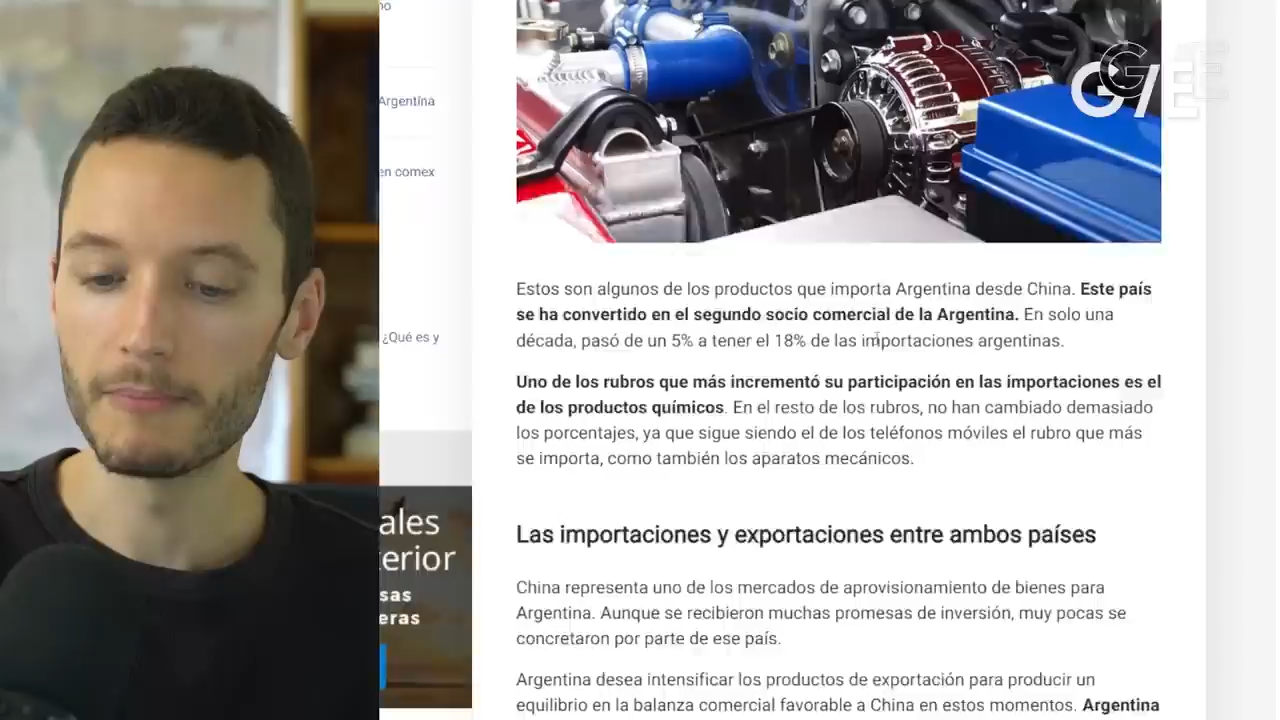 Argentina
en comex
¿Qué es y
ales
erior
sas
eras
Estos son algunos de los productos que importa Argentina desde China. Este país
se ha convertido en el segundo socio comercial de la Argentina. En solo una
década, pasó de un 5% a tener el 18% de las importaciones argentinas.
Uno de los rubros que más incrementó su participación en las importaciones es el
de los productos químicos. En el resto de los rubros, no han cambiado demasiado
los porcentajes, ya que sigue siendo el de los teléfonos móviles el rubro que más
se importa, como también los aparatos mecánicos.
Las importaciones y exportaciones entre ambos países
China representa uno de los mercados de aprovisionamiento de bienes para
Argentina. Aunque se recibieron muchas promesas de inversión, muy pocas se
concretaron por parte de ese país.
Argentina desea intensificar los productos de exportación para producir un
equilibrio en la balanza comercial favorable a China en estos momentos. Argentina